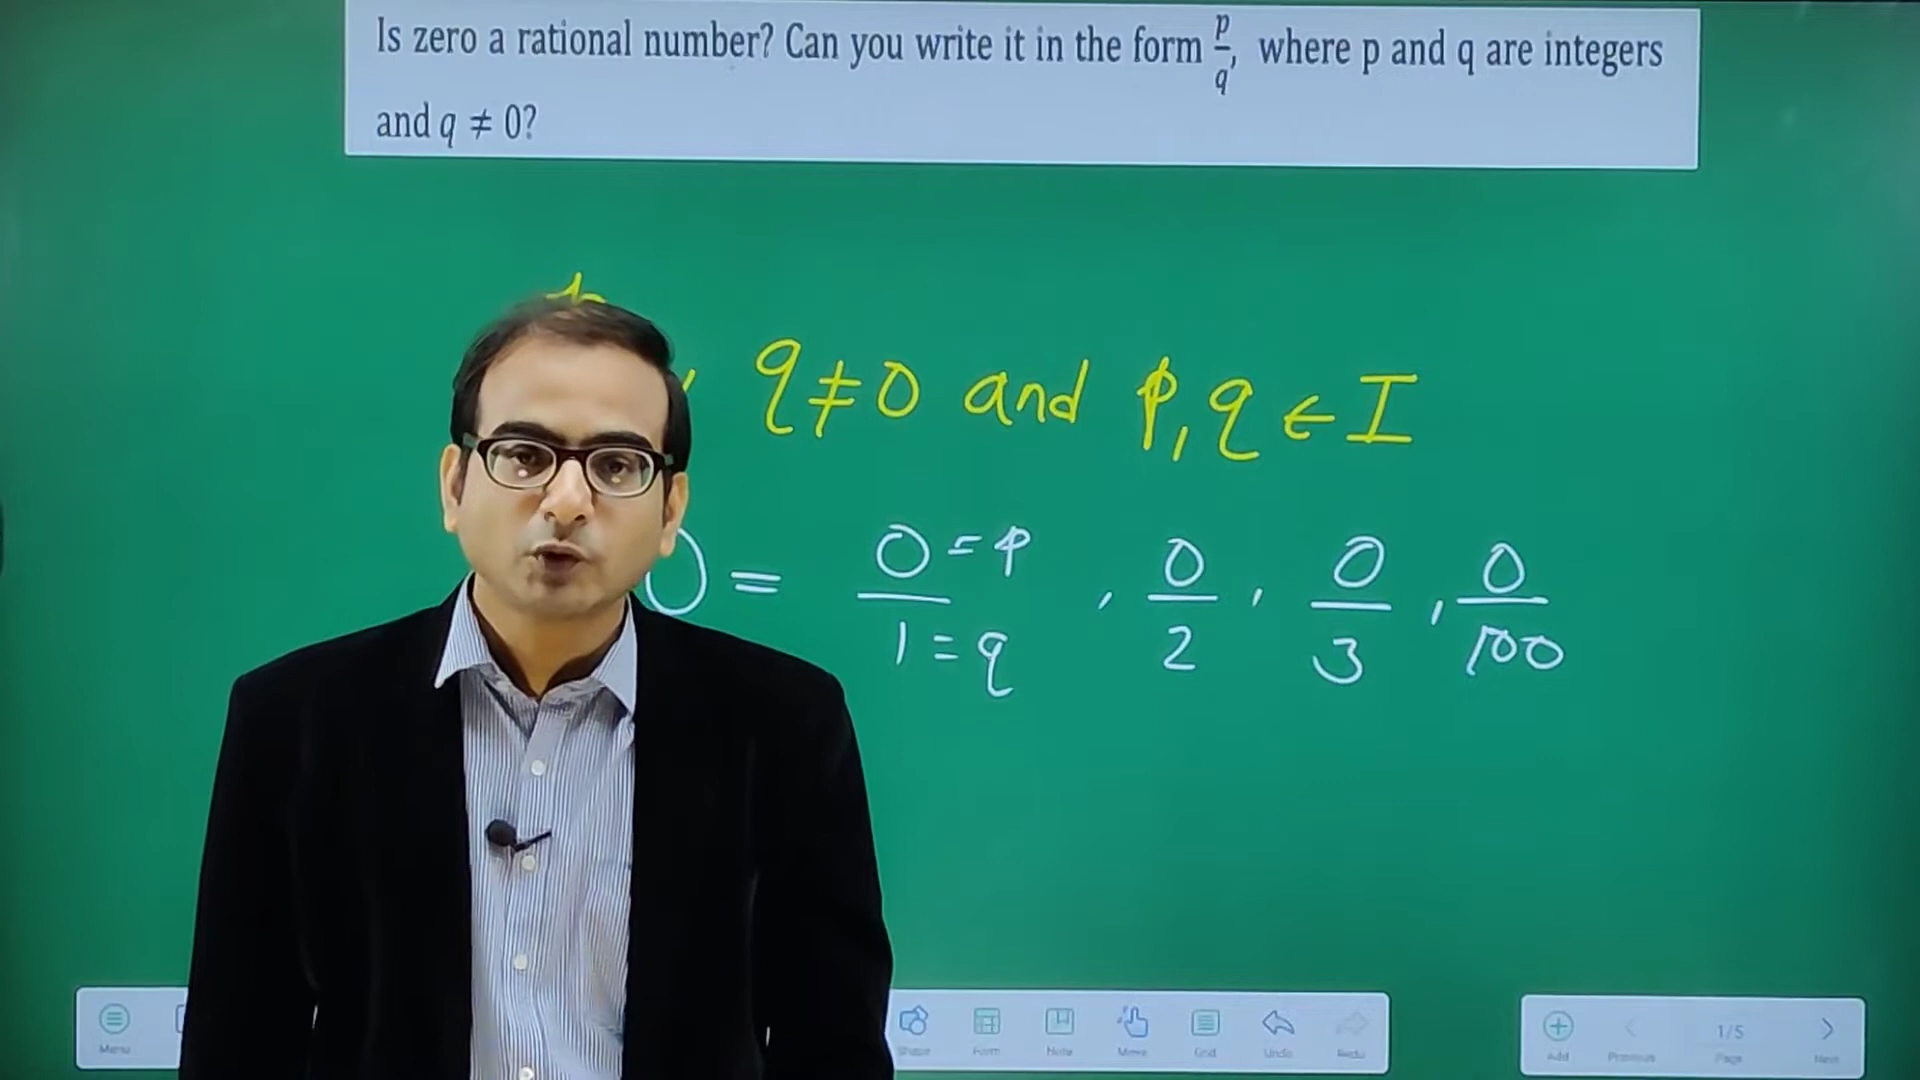 Is zero a rational number? Can you write it in the form p/q, where p and q are integers
and q ≠ 0?
, q ≠ 0 and p, q ∈ I
0 = 0 = p / 1 = q , 0/2 , 0/3 , 0/100
Menu Shape Form Note Move Grid Undo Redo Add Previous 1/5 Page Next